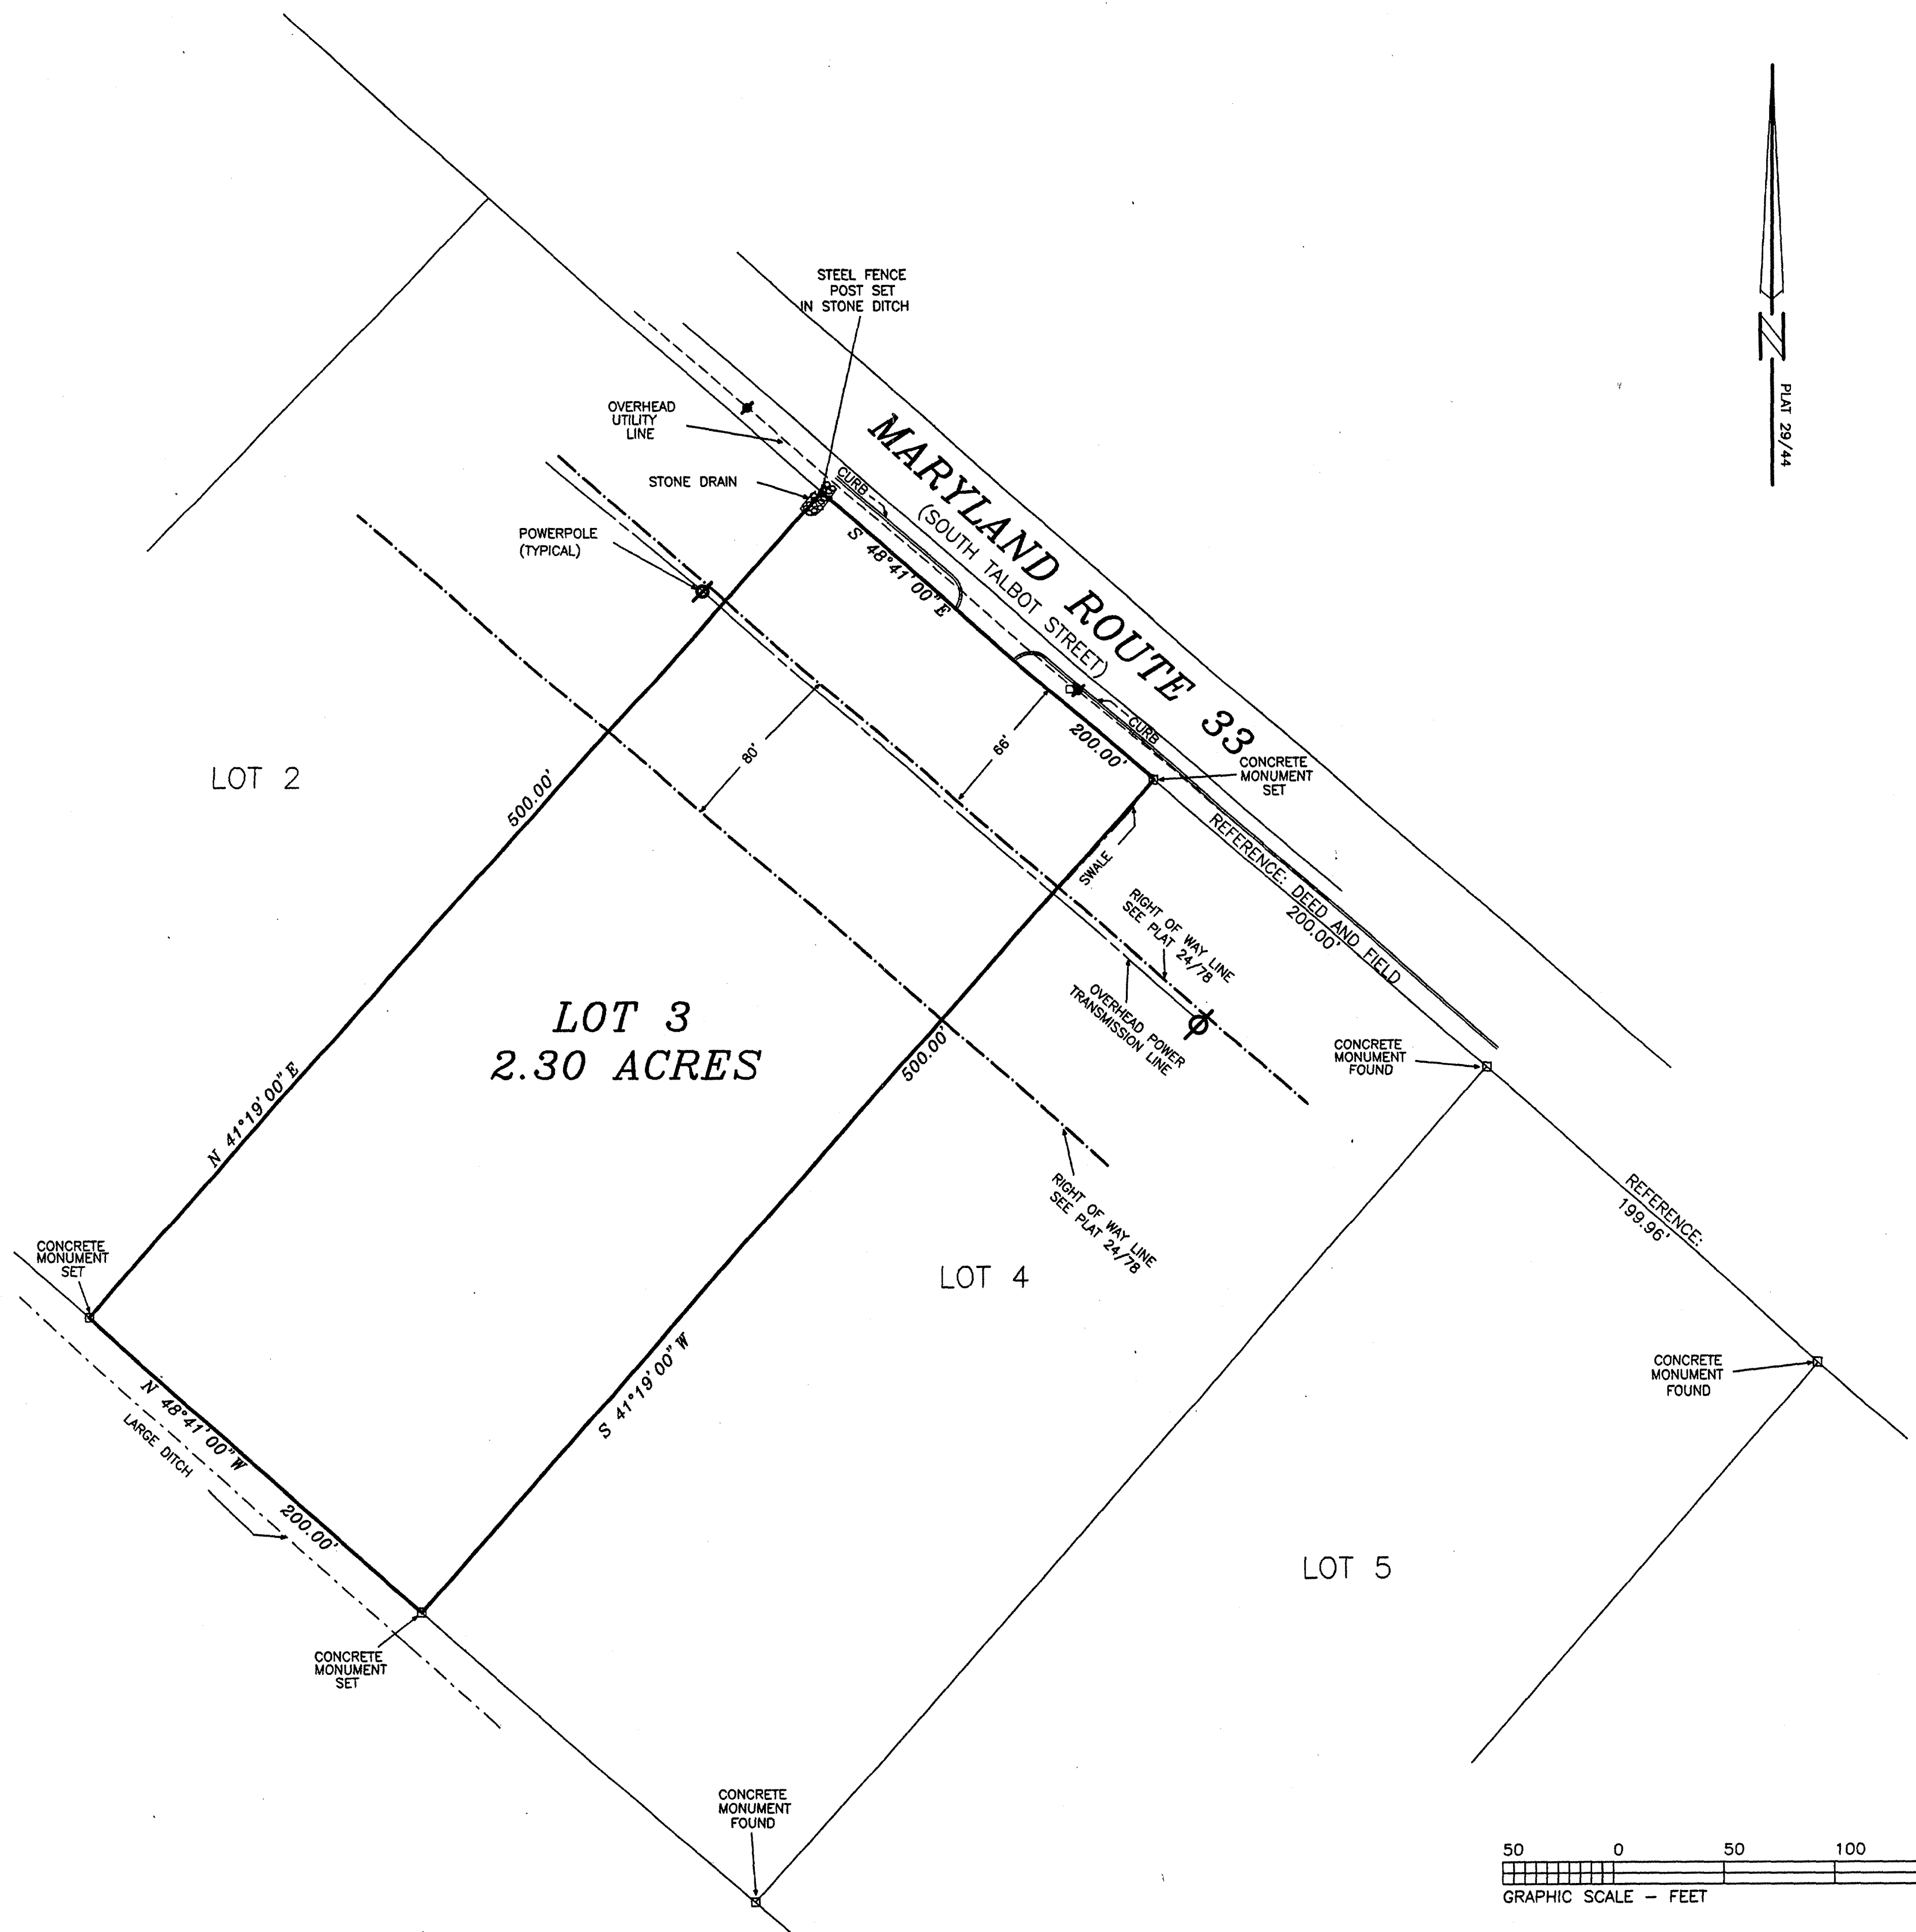 STEEL FENCE
POST SET
IN STONE DITCH
OVERHEAD
UTILITY
LINE
STONE DRAIN
POWERPOLE
(TYPICAL)
CURB
MARYLAND ROUTE 33
(SOUTH TALBOT STREET)
N
PLAT 29/44
S 48°41'00" E
200.00'
CURB
80'
66'
CONCRETE
MONUMENT
SET
LOT 2
500.00'
SWALE
REFERENCE: DEED AND FIELD
200.00'
RIGHT OF WAY LINE
SEE PLAT 24/78
OVERHEAD POWER
TRANSMISSION LINE
LOT 3
2.30 ACRES
500.00'
CONCRETE
MONUMENT
FOUND
N 41°19'00" E
RIGHT OF WAY LINE
SEE PLAT 24/78
REFERENCE:
199.96'
CONCRETE
MONUMENT
SET
LOT 4
S 41°19'00" W
CONCRETE
MONUMENT
FOUND
N 48°41'00" W
200.00'
LARGE DITCH
LOT 5
CONCRETE
MONUMENT
SET
CONCRETE
MONUMENT
FOUND
50 0 50 100
GRAPHIC SCALE – FEET